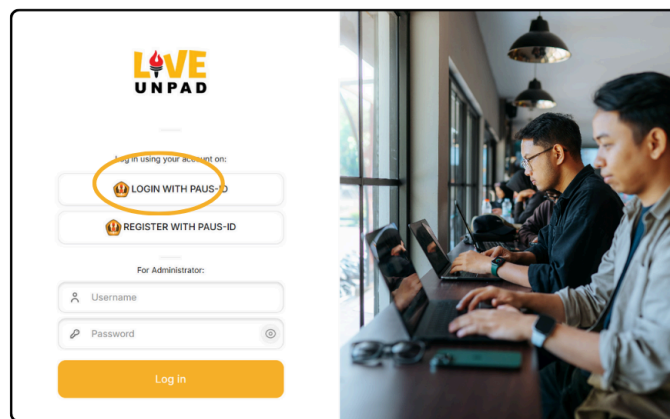 LIVE
UNPAD
Log in using your account on:
LOGIN WITH PAUS-ID
REGISTER WITH PAUS-ID
For Administrator:
Username
Password
Log in